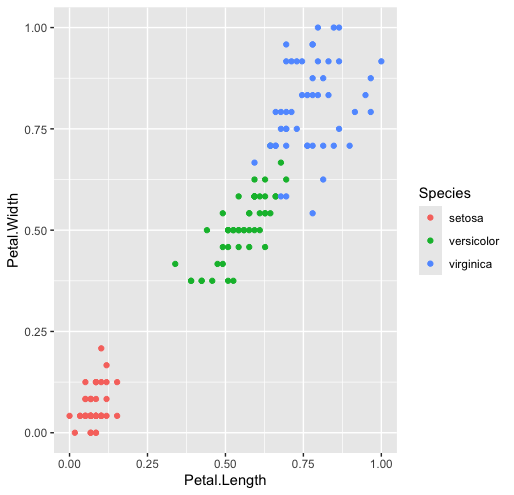 1.00
0.75
0.50
0.25
0.00
Petal.Width
0.00 0.25 0.50 0.75 1.00
Petal.Length
Species
setosa
versicolor
virginica